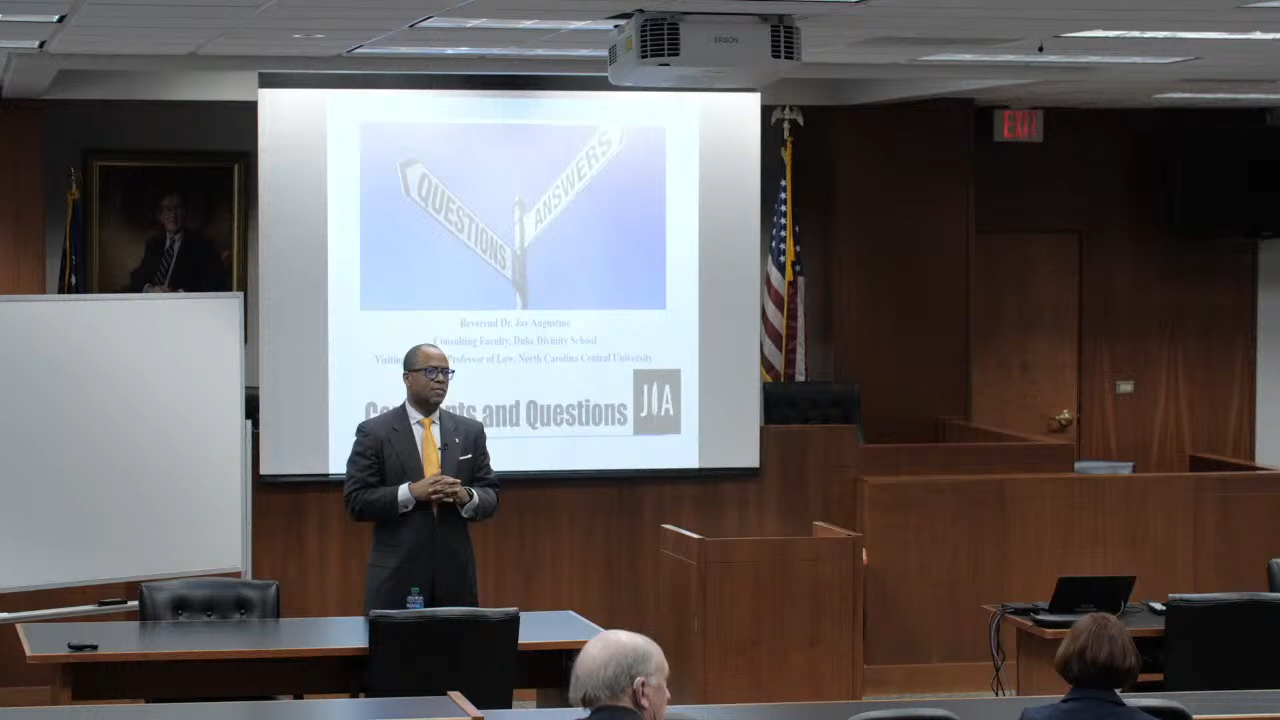 EPSON
EXIT
QUESTIONS
ANSWERS
Reverend Dr. Jay Augustine
Consulting Faculty, Duke Divinity School
Professor of Law, North Carolina Central University
and Questions
JIA